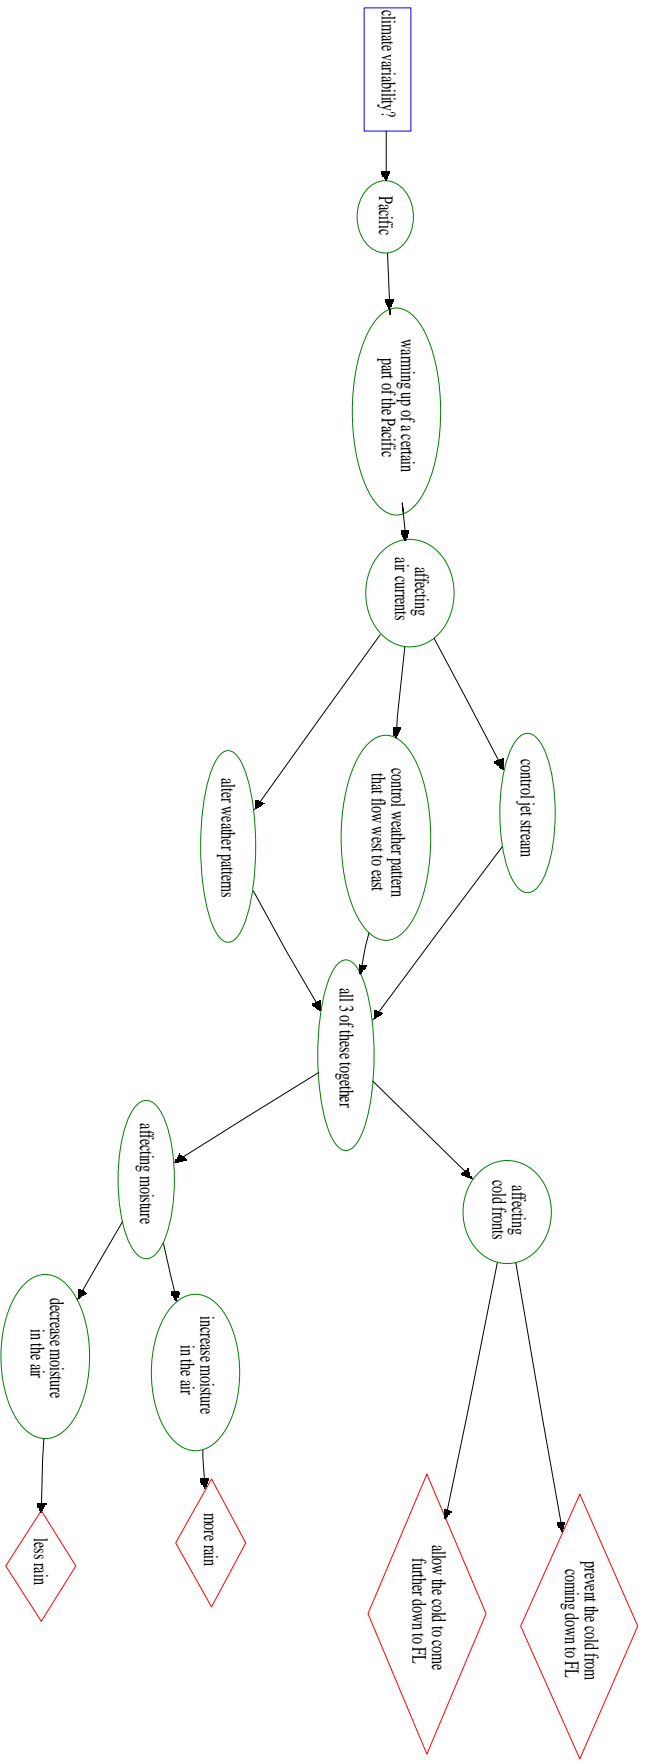 climate variability?
Pacific
warming up of a certain
part of the Pacific
affecting
air currents
control jet stream
control weather pattern
that flow west to east
alter weather patterns
all 3 of these together
affecting
cold fronts
affecting moisture
increase moisture
in the air
decrease moisture
in the air
prevent the cold from
coming down to FL
allow the cold to come
further down to FL
more rain
less rain